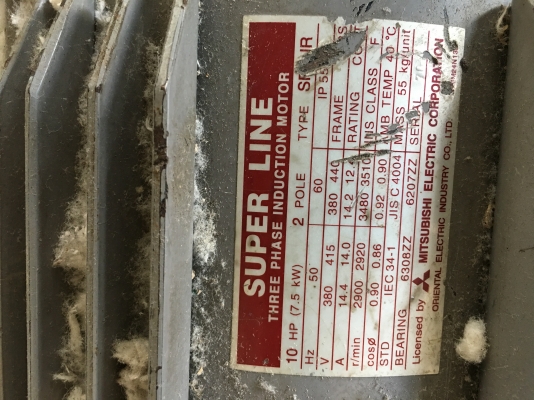 SUPER LINE
THREE PHASE INDUCTION MOTOR
10 HP (7.5 kW) 2 POLE TYPE
Hz 50 60 IP 55
V 380 415 380 440 FRAME
A 14.4 14.0 14.2 12. RATING
r/min 2900 2920 3480 3510 INS CLASS F
cosø 0.90 0.86 0.92 0.90 AMB TEMP 40 °C
STD IEC 34-1 JIS C 4004 MASS 55 kg/unit
BEARING 6308ZZ 6207ZZ SERIAL
Licensed by MITSUBISHI ELECTRIC CORPORATION
ORIENTAL ELECTRIC INDUSTRY CO., LTD.